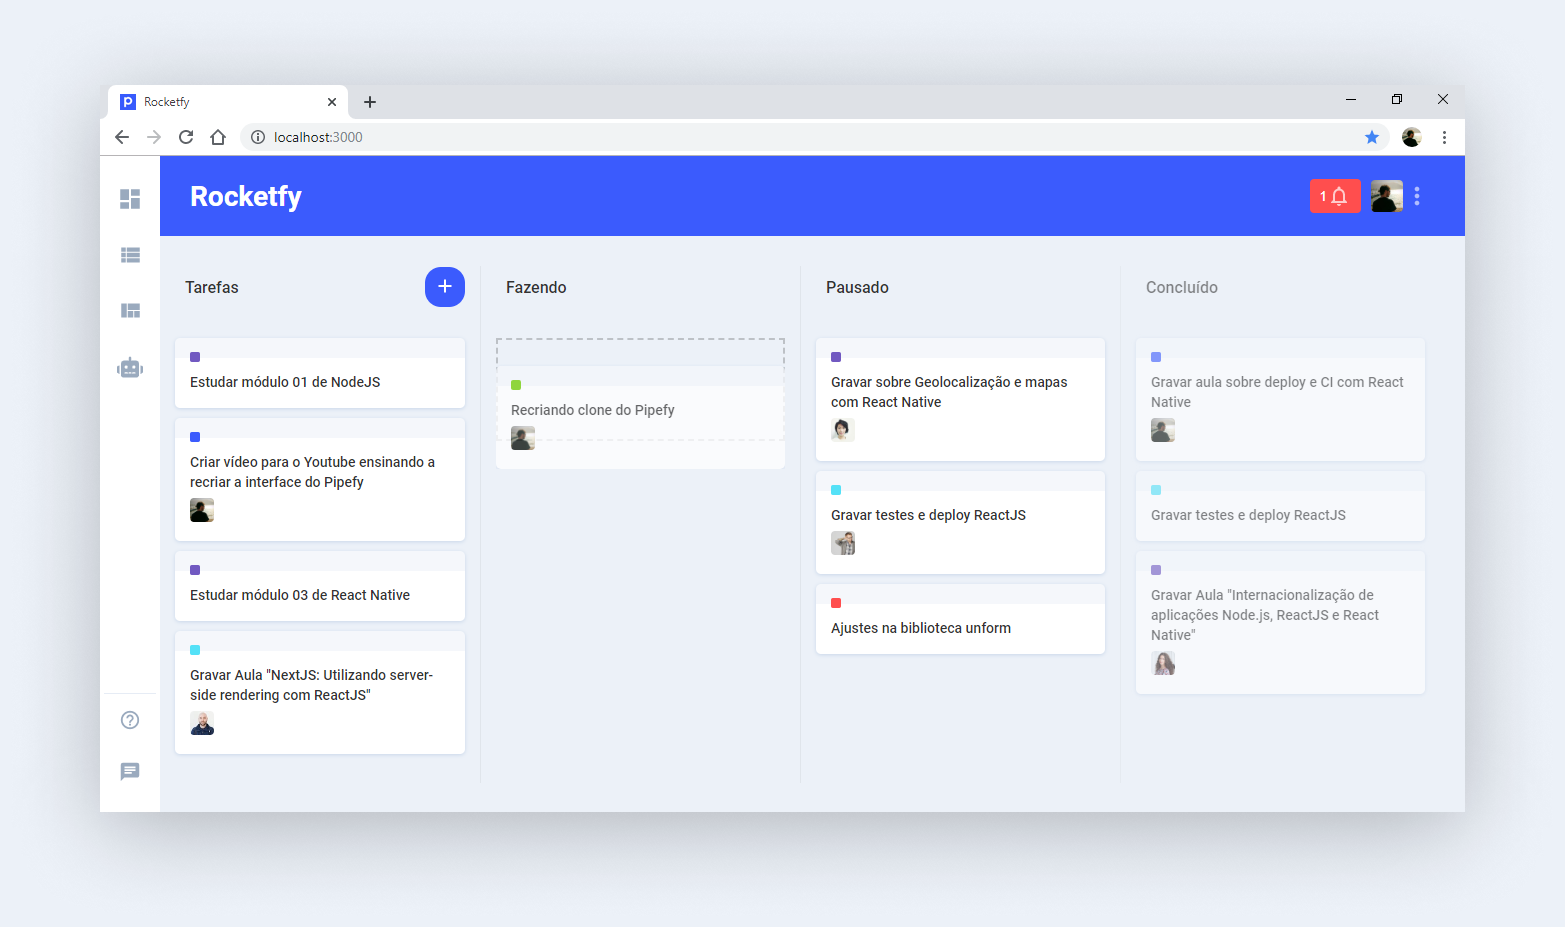 Rocketfy
localhost:3000
Rocketfy
1
Tarefas
Estudar módulo 01 de NodeJS
Criar vídeo para o Youtube ensinando a
recriar a interface do Pipefy
Estudar módulo 03 de React Native
Gravar Aula "NextJS: Utilizando server-
side rendering com ReactJS"
Fazendo
Recriando clone do Pipefy
Pausado
Gravar sobre Geolocalização e mapas
com React Native
Gravar testes e deploy ReactJS
Ajustes na biblioteca unform
Concluído
Gravar aula sobre deploy e CI com React
Native
Gravar testes e deploy ReactJS
Gravar Aula "Internacionalização de
aplicações Node.js, ReactJS e React
Native"